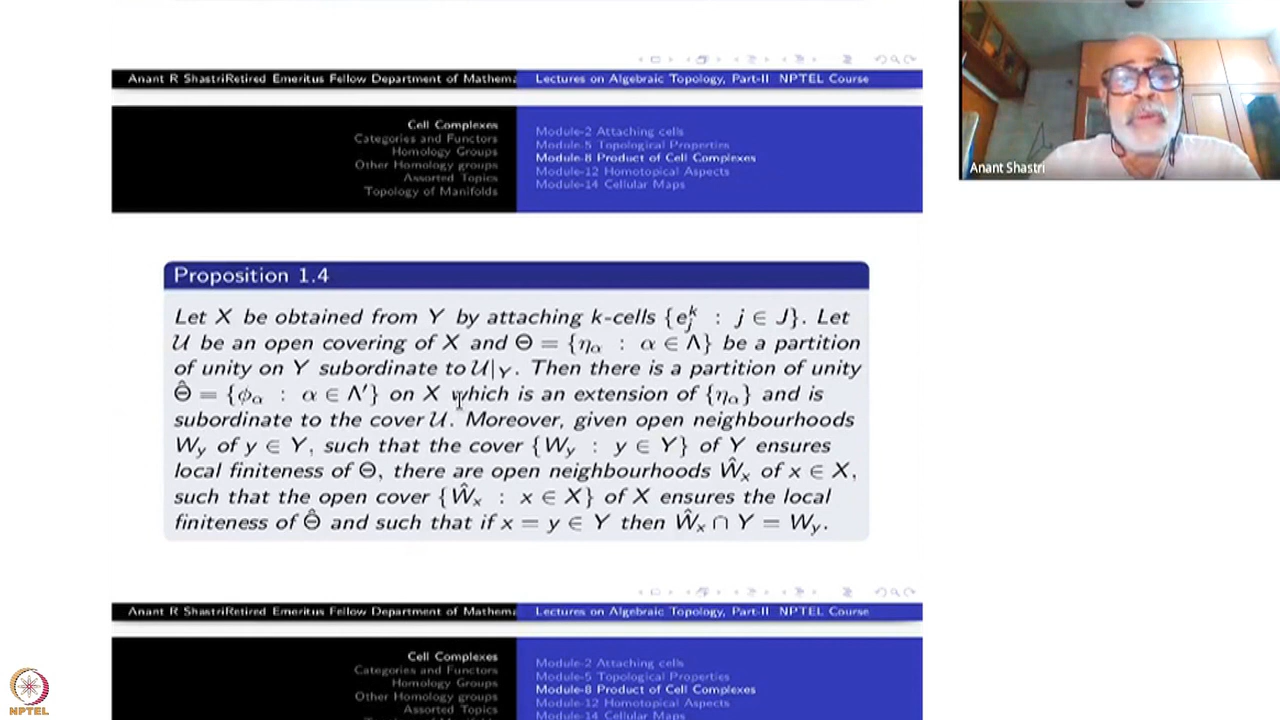 Anant R ShastriRetired Emeritus Fellow Department of Mathema
Lectures on Algebraic Topology, Part-II NPTEL Course
Cell Complexes
Categories and Functors
Homology Groups
Other Homology groups
Assorted Topics
Topology of Manifolds
Module-2 Attaching cells
Module-5 Topological Properties
Module-8 Product of Cell Complexes
Module-12 Homotopical Aspects
Module-14 Cellular Maps
Anant Shastri
Proposition 1.4
Let X be obtained from Y by attaching k-cells {e_j^k : j ∈ J}. Let
𝒰 be an open covering of X and Θ = {η_α : α ∈ Λ} be a partition
of unity on Y subordinate to 𝒰|_Y. Then there is a partition of unity
Θ̂ = {ϕ_α : α ∈ Λ′} on X which is an extension of {η_α} and is
subordinate to the cover 𝒰. Moreover, given open neighbourhoods
W_y of y ∈ Y, such that the cover {W_y : y ∈ Y} of Y ensures
local finiteness of Θ, there are open neighbourhoods Ŵ_x of x ∈ X,
such that the open cover {Ŵ_x : x ∈ X} of X ensures the local
finiteness of Θ̂ and such that if x = y ∈ Y then Ŵ_x ∩ Y = W_y.
Anant R ShastriRetired Emeritus Fellow Department of Mathema
Lectures on Algebraic Topology, Part-II NPTEL Course
Cell Complexes
Categories and Functors
Homology Groups
Other Homology groups
Assorted Topics
Module-2 Attaching cells
Module-5 Topological Properties
Module-8 Product of Cell Complexes
Module-12 Homotopical Aspects
Module-14 Cellular Maps
NPTEL